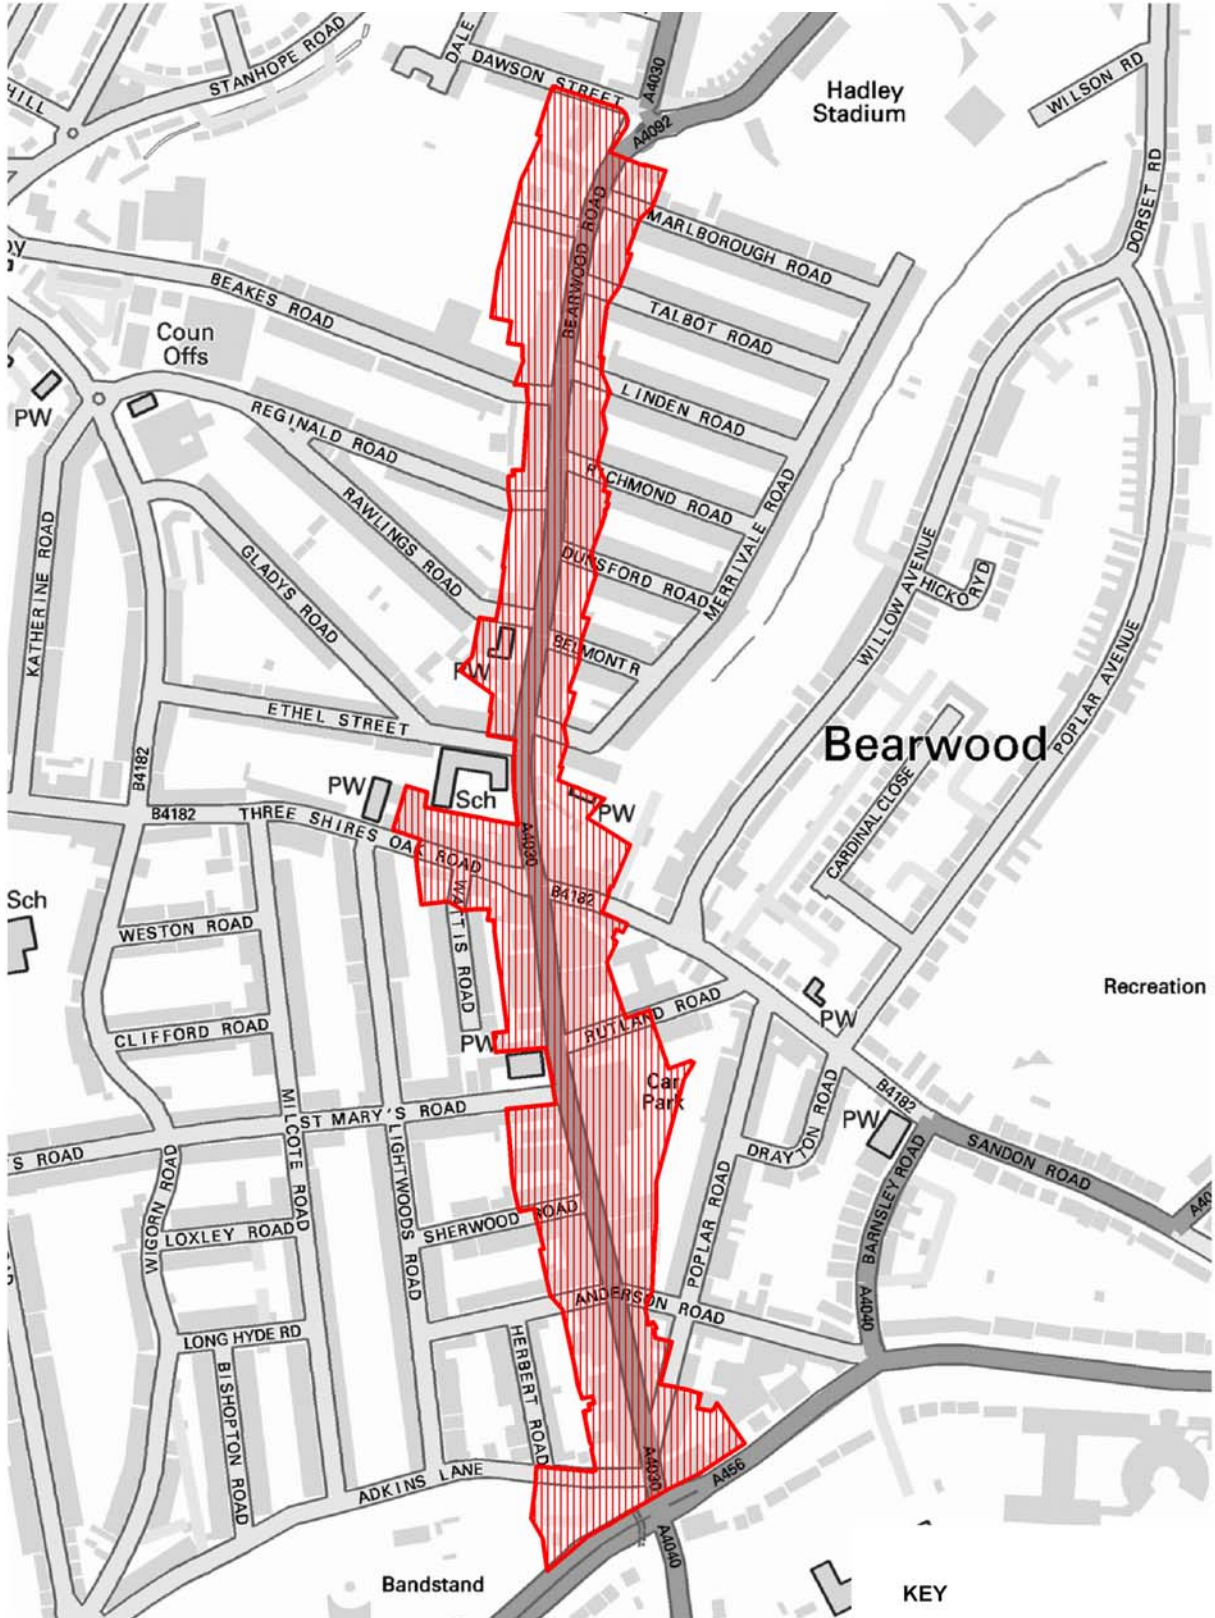 STANHOPE ROAD
HILL
DALE
DAWSON STREET
A4030
A4092
Hadley
Stadium
WILSON RD
DORSET RD
BEARWOOD ROAD
MARLBOROUGH ROAD
BEAKES ROAD
TALBOT ROAD
Coun
Offs
LINDEN ROAD
PW
REGINALD ROAD
RICHMOND ROAD
RAWLINGS ROAD
MERRIVALE ROAD
KATHERINE ROAD
GLADYS ROAD
DUNSFORD ROAD
WILLOW AVENUE
HICKORY D
BELMONT R
PW
POPLAR AVENUE
ETHEL STREET
Bearwood
B4182
PW
Sch
PW
CARDINAL CLOSE
B4182
THREE SHIRES OAK ROAD
A4030
B4182
WATTIS ROAD
Sch
WESTON ROAD
Recreation
CLIFFORD ROAD
RUTLAND ROAD
PW
PW
Car
Park
MILCOTE ROAD
ST MARY'S ROAD
B4182
PW
DRAYTON ROAD
S ROAD
LIGHTWOODS ROAD
SANDON ROAD
BARNSLEY ROAD
WIGORN ROAD
LOXLEY ROAD
SHERWOOD ROAD
POPLAR ROAD
A40
ANDERSON ROAD
A4040
LONG HYDE RD
BISHOPTON ROAD
HERBERT ROAD
ADKINS LANE
A4030
A456
A4040
Bandstand
KEY